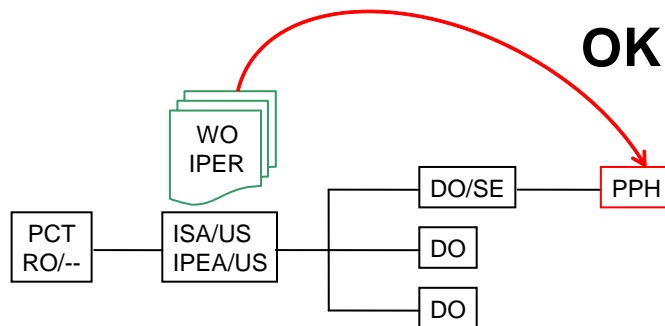 OK
WO
IPER
DO/SE
PPH
PCT
RO/--
ISA/US
IPEA/US
DO
DO